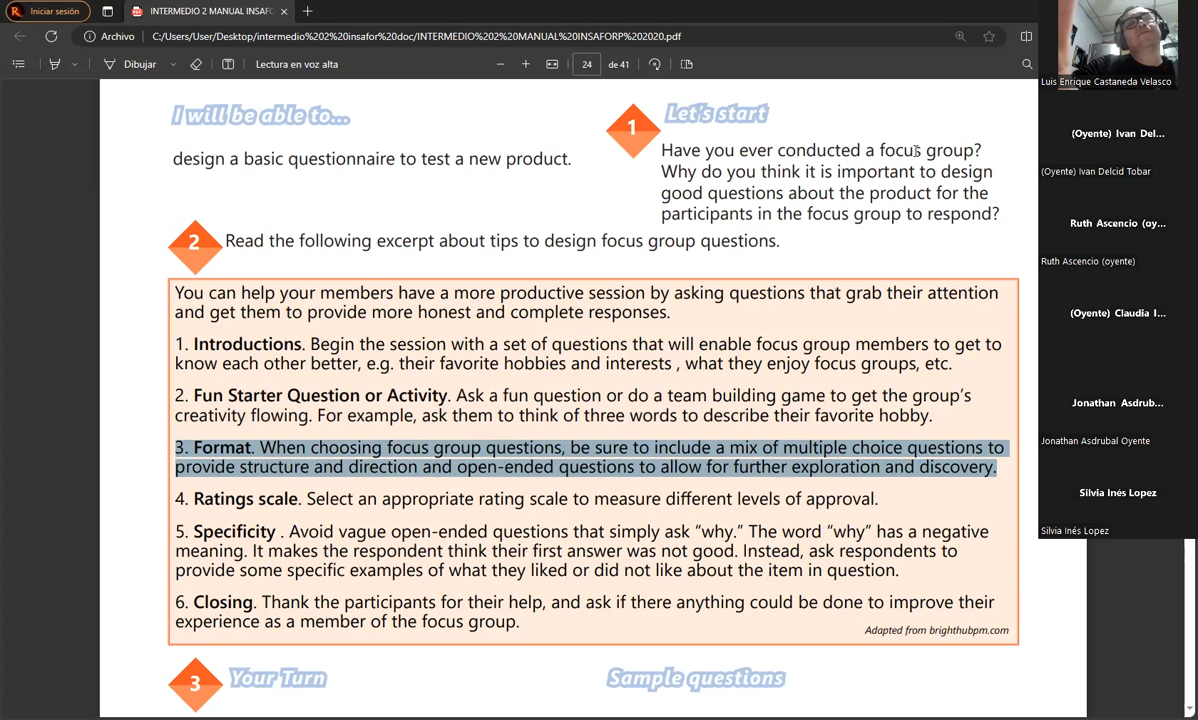 Iniciar sesión
INTERMEDIO 2 MANUAL INSAFO
Archivo
C:/Users/User/Desktop/intermedio%202%20insafor%20doc/INTERMEDIO%202%20MANUAL%20INSAFORP%202020.pdf
Dibujar
Lectura en voz alta
24
de 41
I will be able to...
design a basic questionnaire to test a new product.
1
Let's start
Have you ever conducted a focus group?
Why do you think it is important to design
good questions about the product for the
participants in the focus group to respond?
2
Read the following excerpt about tips to design focus group questions.
You can help your members have a more productive session by asking questions that grab their attention
and get them to provide more honest and complete responses.
1. Introductions. Begin the session with a set of questions that will enable focus group members to get to
know each other better, e.g. their favorite hobbies and interests , what they enjoy focus groups, etc.
2. Fun Starter Question or Activity. Ask a fun question or do a team building game to get the group's
creativity flowing. For example, ask them to think of three words to describe their favorite hobby.
3. Format. When choosing focus group questions, be sure to include a mix of multiple choice questions to
provide structure and direction and open-ended questions to allow for further exploration and discovery.
4. Ratings scale. Select an appropriate rating scale to measure different levels of approval.
5. Specificity . Avoid vague open-ended questions that simply ask “why.” The word “why” has a negative
meaning. It makes the respondent think their first answer was not good. Instead, ask respondents to
provide some specific examples of what they liked or did not like about the item in question.
6. Closing. Thank the participants for their help, and ask if there anything could be done to improve their
experience as a member of the focus group.
Adapted from brighthubpm.com
3
Your Turn
Sample questions
Luis Enrique Castaneda Velasco
(Oyente) Ivan Del...
(Oyente) Ivan Delcid Tobar
Ruth Ascencio (oy...
Ruth Ascencio (oyente)
(Oyente) Claudia I...
Jonathan Asdrub...
Jonathan Asdrubal Oyente
Silvia Inés Lopez
Silvia Inés Lopez